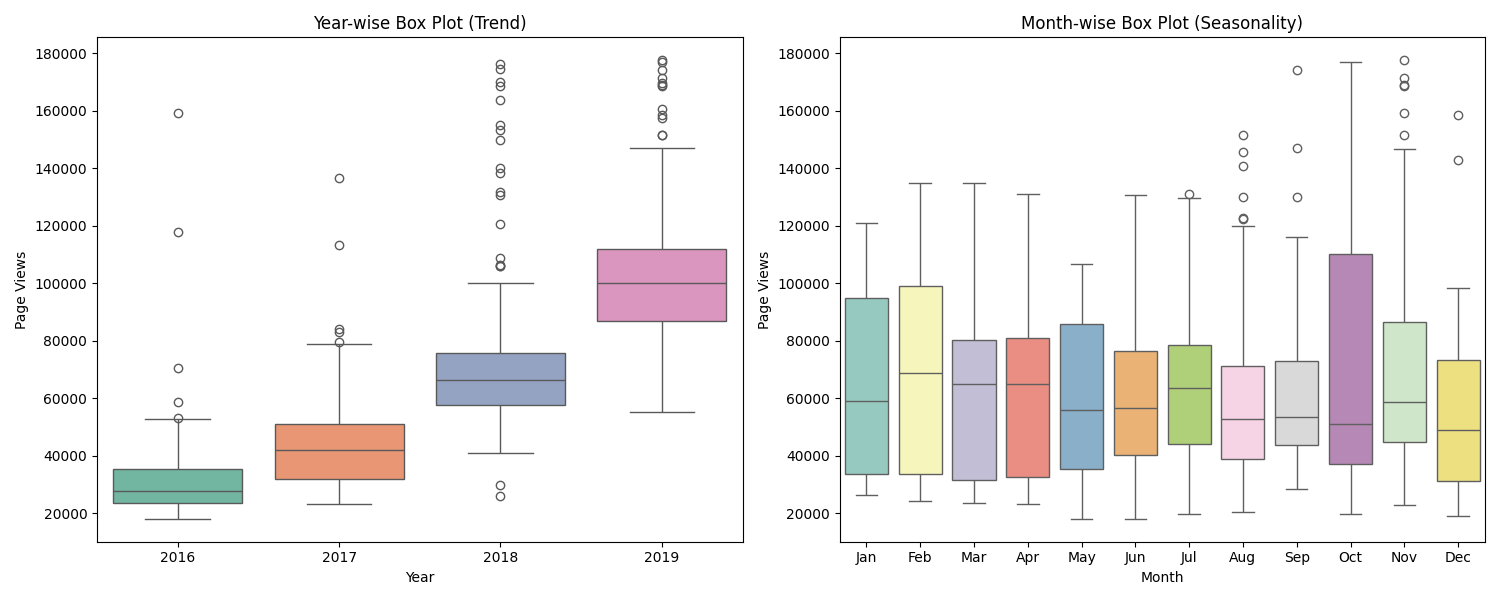 Year-wise Box Plot (Trend)
Page Views
180000
160000
140000
120000
100000
80000
60000
40000
20000
2016 2017 2018 2019
Year
Month-wise Box Plot (Seasonality)
Page Views
180000
160000
140000
120000
100000
80000
60000
40000
20000
Jan Feb Mar Apr May Jun Jul Aug Sep Oct Nov Dec
Month